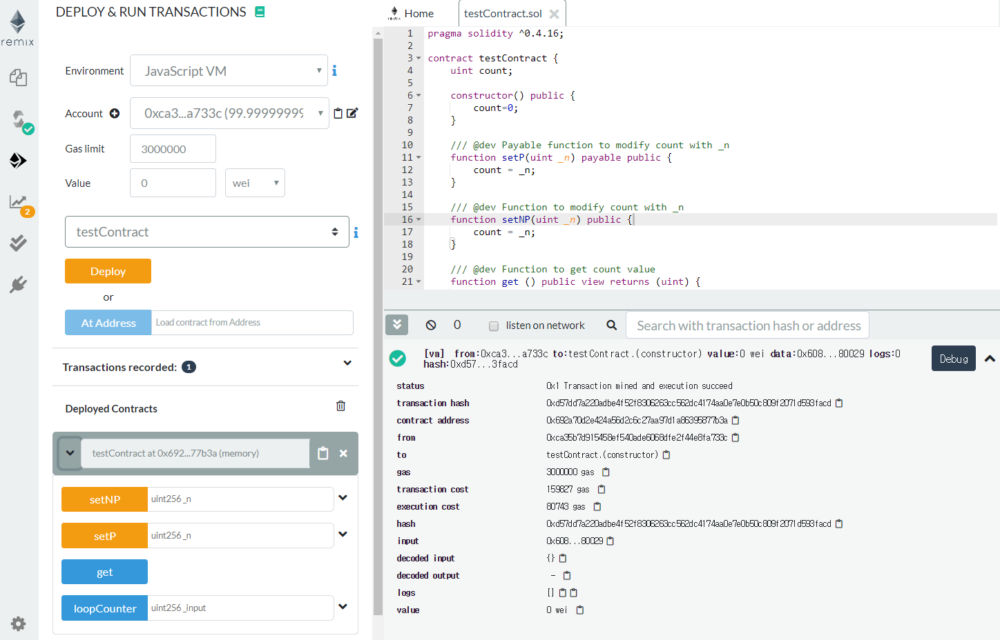 remix
2
DEPLOY & RUN TRANSACTIONS
Environment
JavaScript VM
Account
0xca3...a733c (99.99999999
Gas limit
3000000
Value
0
wei
testContract
Deploy
or
At Address
Load contract from Address
Transactions recorded: 1
Deployed Contracts
testContract at 0x692...77b3a (memory)
setNP
uint256 _n
setP
uint256 _n
get
loopCounter
uint256 _input
remix
Home
testContract.sol
1 pragma solidity ^0.4.16;
2
3 contract testContract {
4 uint count;
5
6 constructor() public {
7 count=0;
8 }
9
10 /// @dev Payable function to modify count with _n
11 function setP(uint _n) payable public {
12 count = _n;
13 }
14
15 /// @dev Function to modify count with _n
16 function setNP(uint _n) public {
17 count = _n;
18 }
19
20 /// @dev Function to get count value
21 function get () public view returns (uint) {
0
listen on network
Search with transaction hash or address
[vm] from:0xca3...a733c to:testContract.(constructor) value:0 wei data:0x608...80029 logs:0
hash:0xd57...3facd
Debug
status 0x1 Transaction mined and execution succeed
transaction hash 0xd57dd7a220adbe4f52f8306263cc562dc4174aa0e7e0b50c809f2071d593facd
contract address 0x692a70d2e424a56d2c6c27aa97d1a86395877b3a
from 0xca35b7d915458ef540ade6068dfe2f44e8fa733c
to testContract.(constructor)
gas 3000000 gas
transaction cost 159827 gas
execution cost 80743 gas
hash 0xd57dd7a220adbe4f52f8306263cc562dc4174aa0e7e0b50c809f2071d593facd
input 0x608...80029
decoded input {}
decoded output -
logs []
value 0 wei